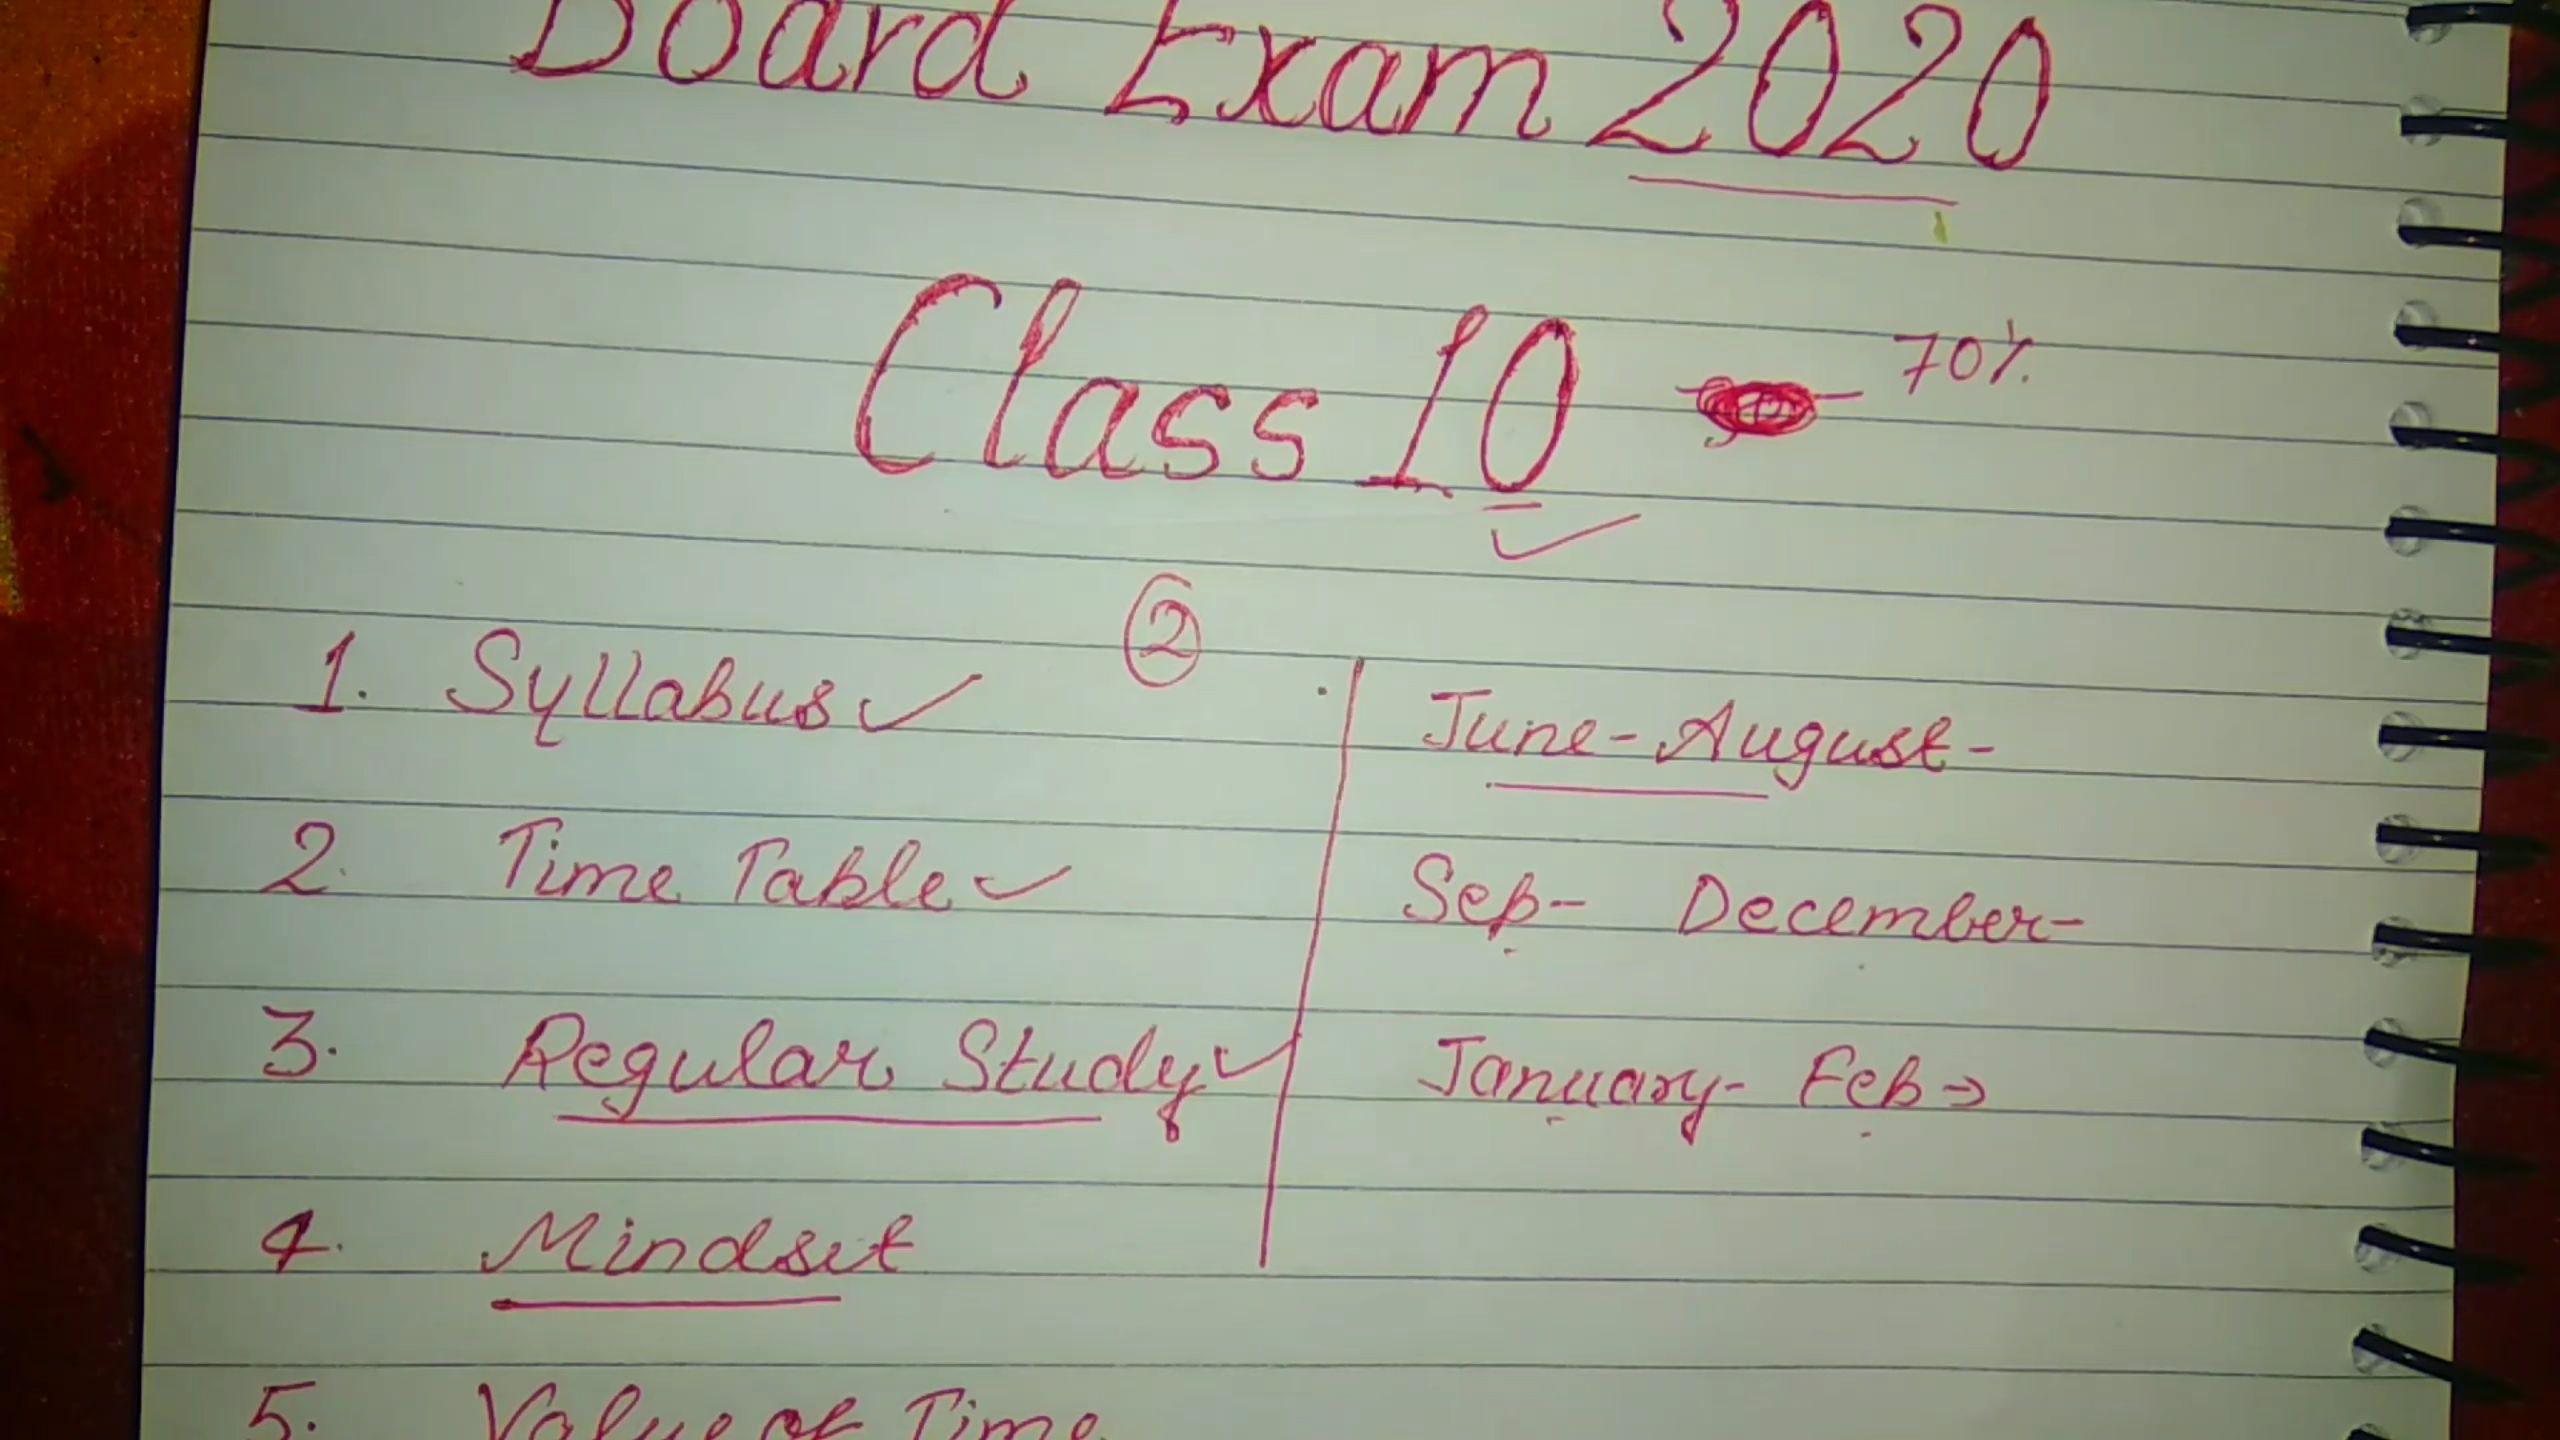 Board Exam 2020
Class 10 70%
2
1. Syllabus
2. Time Table
3. Regular Study
4. Mindset
5. Value of Time
June - August -
Sep - December -
January - Feb →